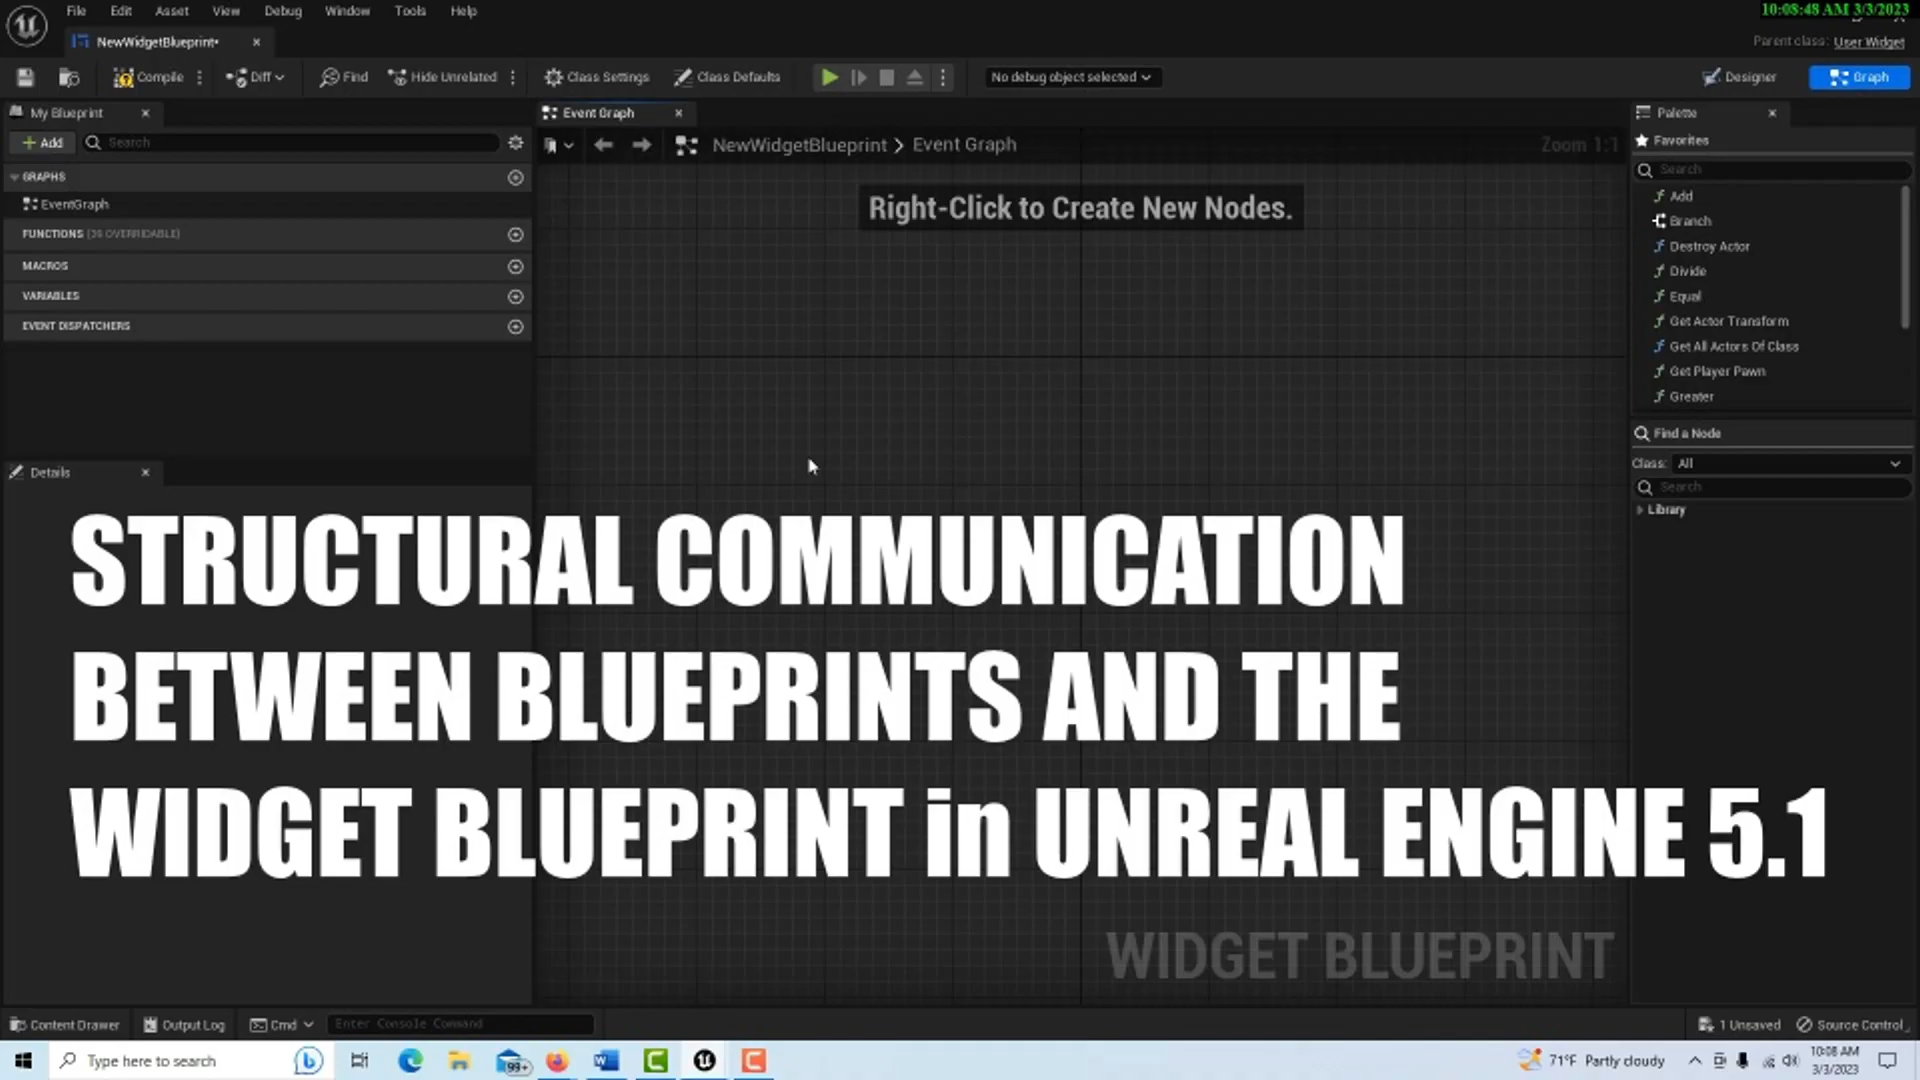 File Edit Asset View Debug Window Tools Help
10:08:48 AM 3/3/2023
NewWidgetBlueprint*
Parent class: User Widget
Compile Diff Find Hide Unrelated Class Settings Class Defaults No debug object selected Designer Graph
My Blueprint
Event Graph
Palette
Add Search
NewWidgetBlueprint > Event Graph
Zoom 1:1
Favorites
Search
GRAPHS
EventGraph
FUNCTIONS (39 OVERRIDABLE)
MACROS
VARIABLES
EVENT DISPATCHERS
Right-Click to Create New Nodes.
Add
Branch
Destroy Actor
Divide
Equal
Get Actor Transform
Get All Actors Of Class
Get Player Pawn
Greater
Find a Node
Class: All
Search
Library
Details
STRUCTURAL COMMUNICATION
BETWEEN BLUEPRINTS AND THE
WIDGET BLUEPRINT in UNREAL ENGINE 5.1
WIDGET BLUEPRINT
Content Drawer Output Log Cmd Enter Console Command 1 Unsaved Source Control
Type here to search 99+ 71°F Partly cloudy 10:08 AM
3/3/2023